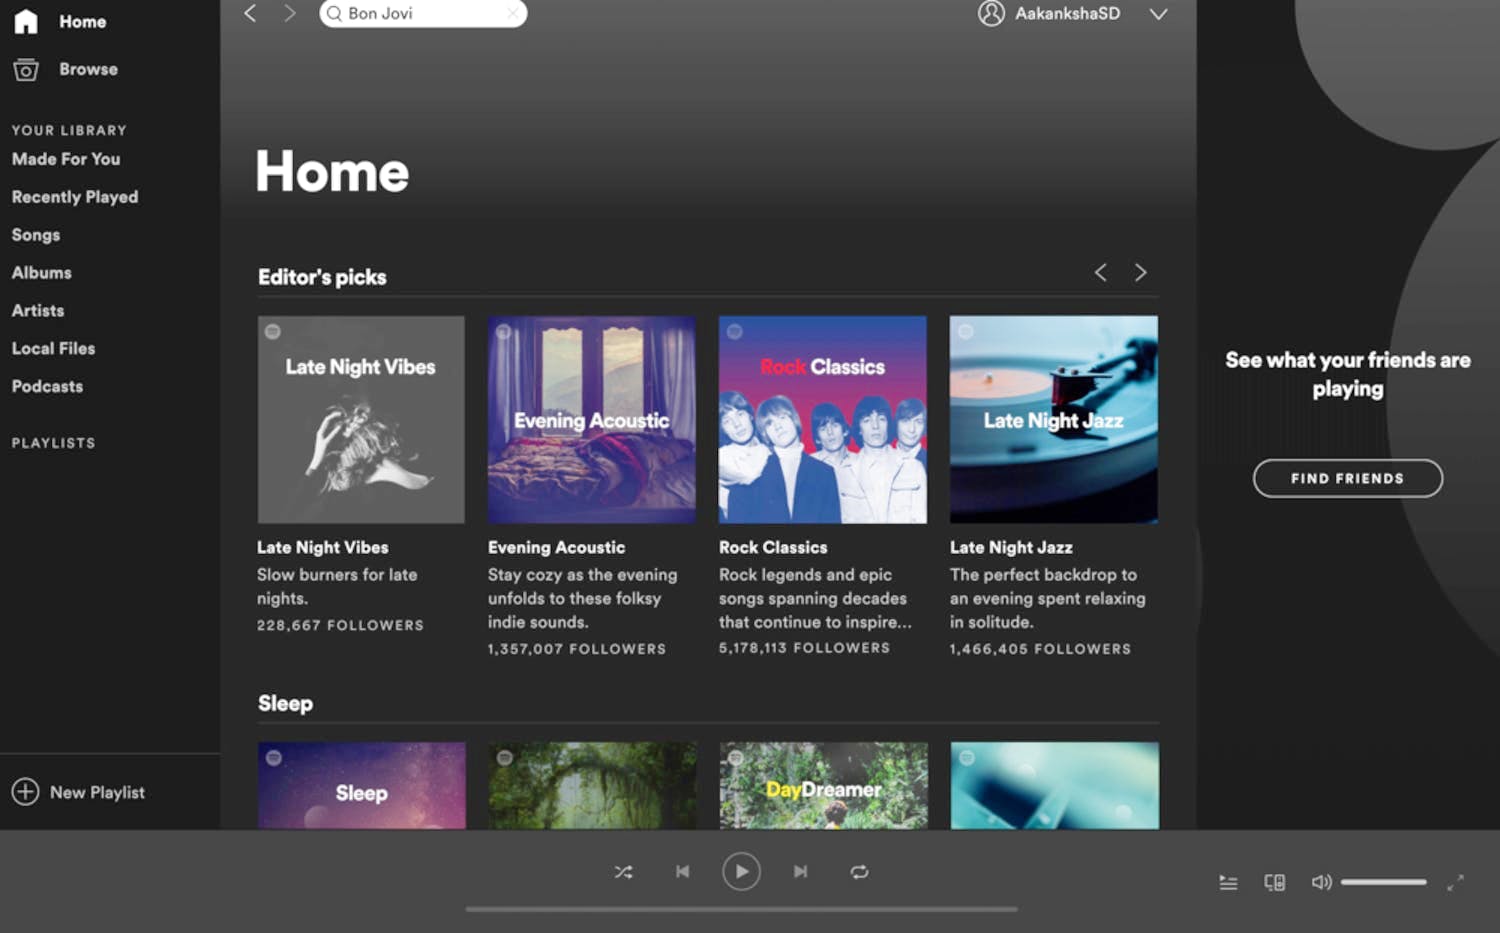 Home
Browse
YOUR LIBRARY
Made For You
Recently Played
Songs
Albums
Artists
Local Files
Podcasts
PLAYLISTS
New Playlist
Bon Jovi
AakankshaSD
Home
Editor's picks
Late Night Vibes
Evening Acoustic
Rock Classics
Late Night Jazz
Late Night Vibes
Slow burners for late
nights.
228,667 FOLLOWERS
Evening Acoustic
Stay cozy as the evening
unfolds to these folksy
indie sounds.
1,357,007 FOLLOWERS
Rock Classics
Rock legends and epic
songs spanning decades
that continue to inspire...
5,178,113 FOLLOWERS
Late Night Jazz
The perfect backdrop to
an evening spent relaxing
in solitude.
1,466,405 FOLLOWERS
Sleep
Sleep
DayDreamer
See what your friends are
playing
FIND FRIENDS